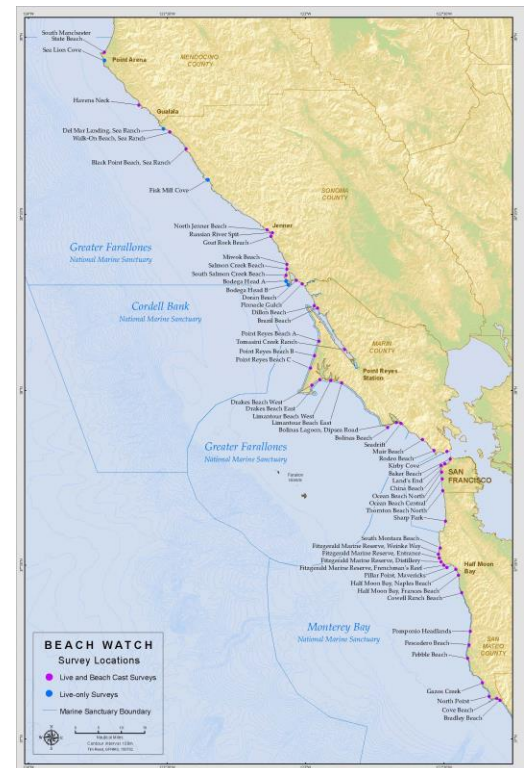 South Manchester
State Beach
Sea Lion Cove
Point Arena
MENDOCINO
COUNTY
Havens Neck
Gualala
Del Mar Landing, Sea Ranch
Walk-On Beach, Sea Ranch
Black Point Beach, Sea Ranch
Fisk Mill Cove
SONOMA
COUNTY
North Jenner Beach
Jenner
Russian River Spit
Goat Rock Beach
Greater Farallones
National Marine Sanctuary
Miwok Beach
Salmon Creek Beach
South Salmon Creek Beach
Bodega Head A
Bodega Head B
Doran Beach
Pinnacle Gulch
Dillon Beach
Brazil Beach
Cordell Bank
National Marine Sanctuary
Point Reyes Beach A
Tomasini Creek Ranch
Point Reyes Beach B
Point Reyes Beach C
MARIN
COUNTY
Point Reyes
Station
Drakes Beach West
Drakes Beach East
Limantour Beach West
Limantour Beach East
Bolinas Lagoon, Dipsea Road
Bolinas Beach
Seadrift
Muir Beach
Rodeo Beach
Kirby Cove
Baker Beach
Land's End
China Beach
Ocean Beach North
Ocean Beach Central
Thornton Beach North
Sharp Park
SAN
FRANCISCO
Greater Farallones
National Marine Sanctuary
Farallon
Islands
South Montara Beach
Fitzgerald Marine Reserve, Weinke Way
Fitzgerald Marine Reserve, Entrance
Fitzgerald Marine Reserve, Distillery
Fitzgerald Marine Reserve, Frenchman's Reef
Pillar Point, Mavericks
Half Moon Bay, Naples Beach
Half Moon Bay, Frances Beach
Cowell Ranch Beach
Half Moon
Bay
Monterey Bay
National Marine Sanctuary
Pomponio Headlands
Pescadero Beach
Pebble Beach
SAN
MATEO
COUNTY
Gazos Creek
North Point
Cove Beach
Bradley Beach
BEACH WATCH
Survey Locations
Live and Beach Cast Surveys
Live-only Surveys
Marine Sanctuary Boundary
Nautical Miles